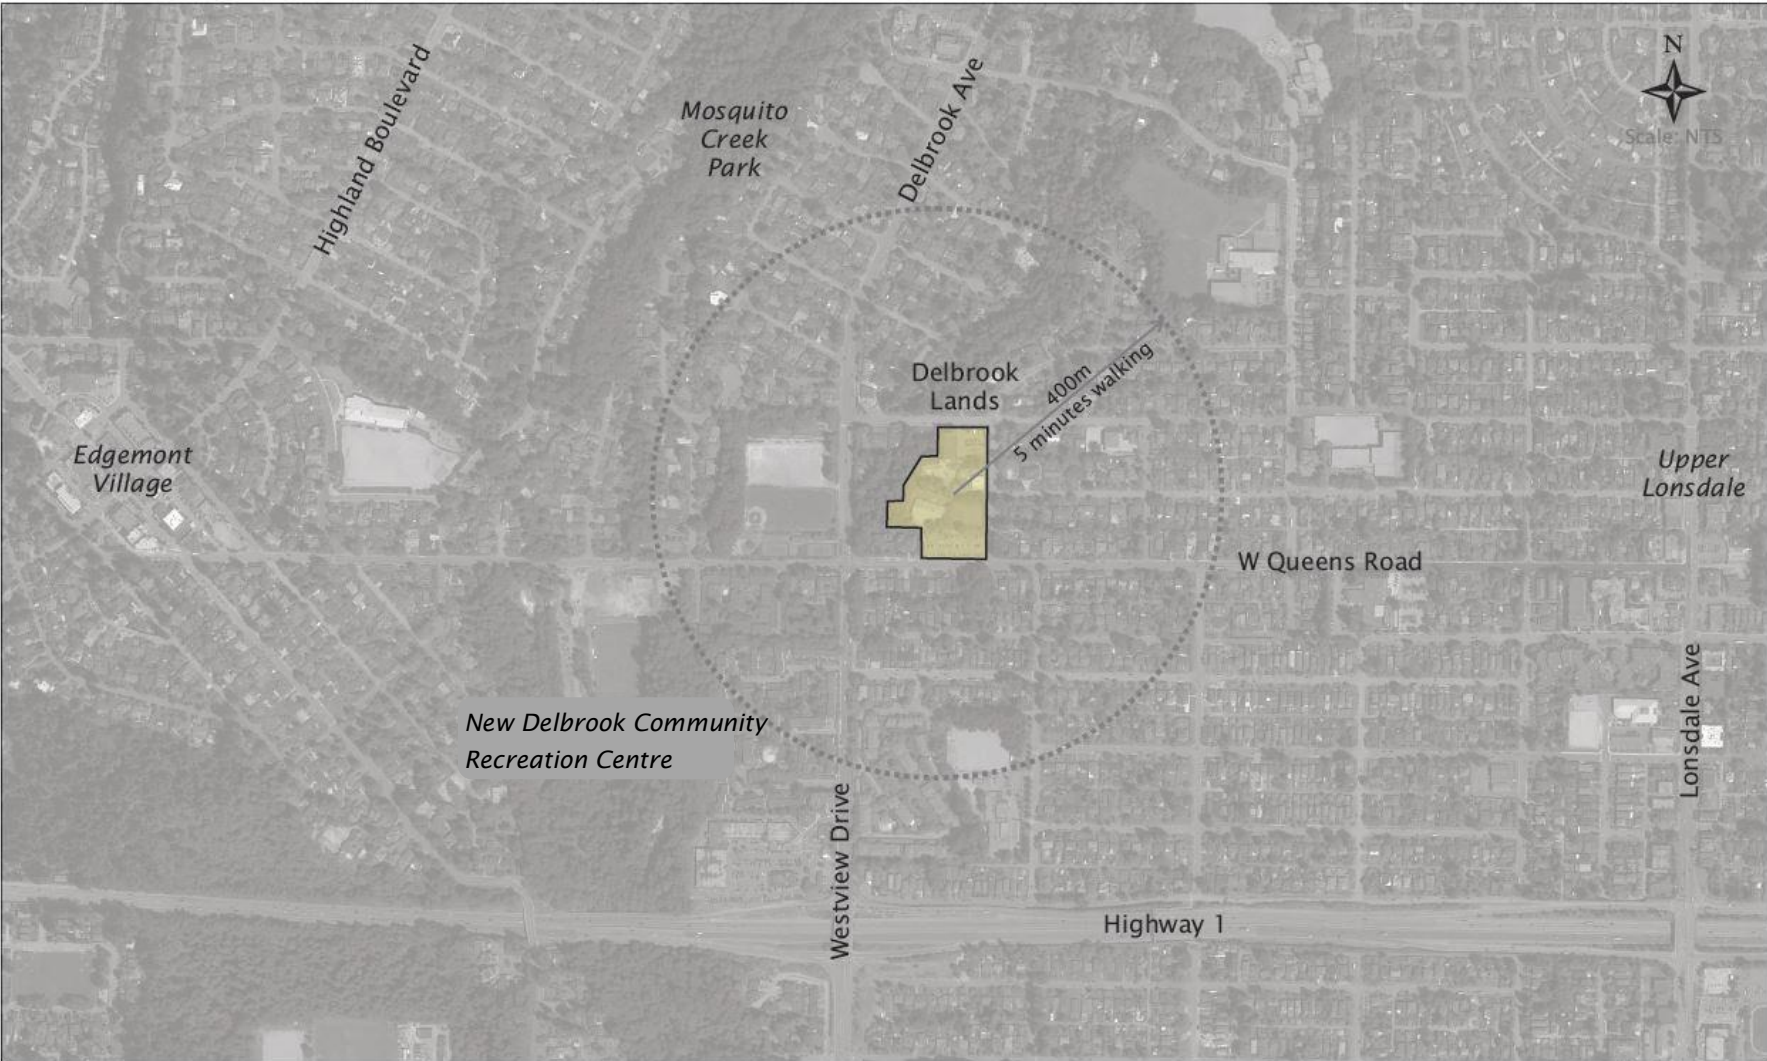 N
Scale: NTS
Highland Boulevard
Mosquito
Creek
Park
Delbrook Ave
Delbrook
Lands
400m
5 minutes walking
Edgemont
Village
Upper
Lonsdale
W Queens Road
New Delbrook Community
Recreation Centre
Lonsdale Ave
Westview Drive
Highway 1